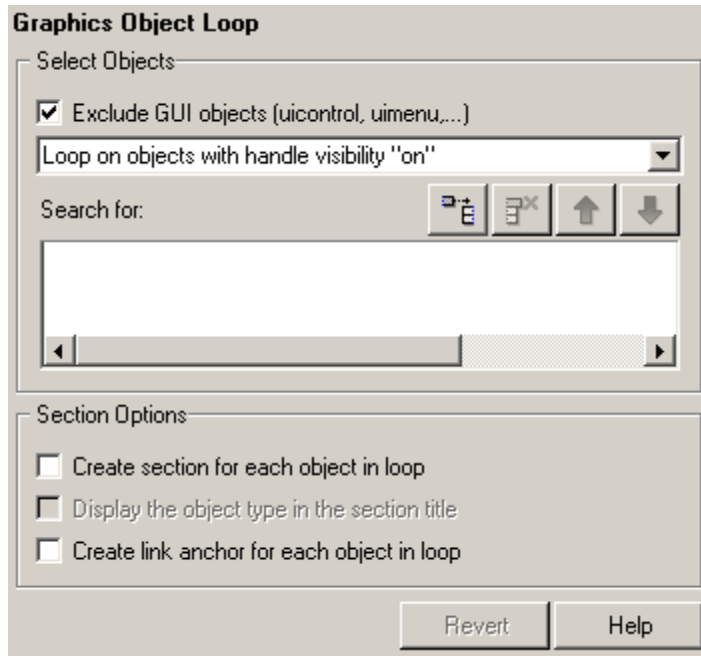 Graphics Object Loop
Select Objects
Exclude GUI objects (uicontrol, uimenu,...)
Loop on objects with handle visibility "on"
Search for:
Section Options
Create section for each object in loop
Display the object type in the section title
Create link anchor for each object in loop
Revert Help